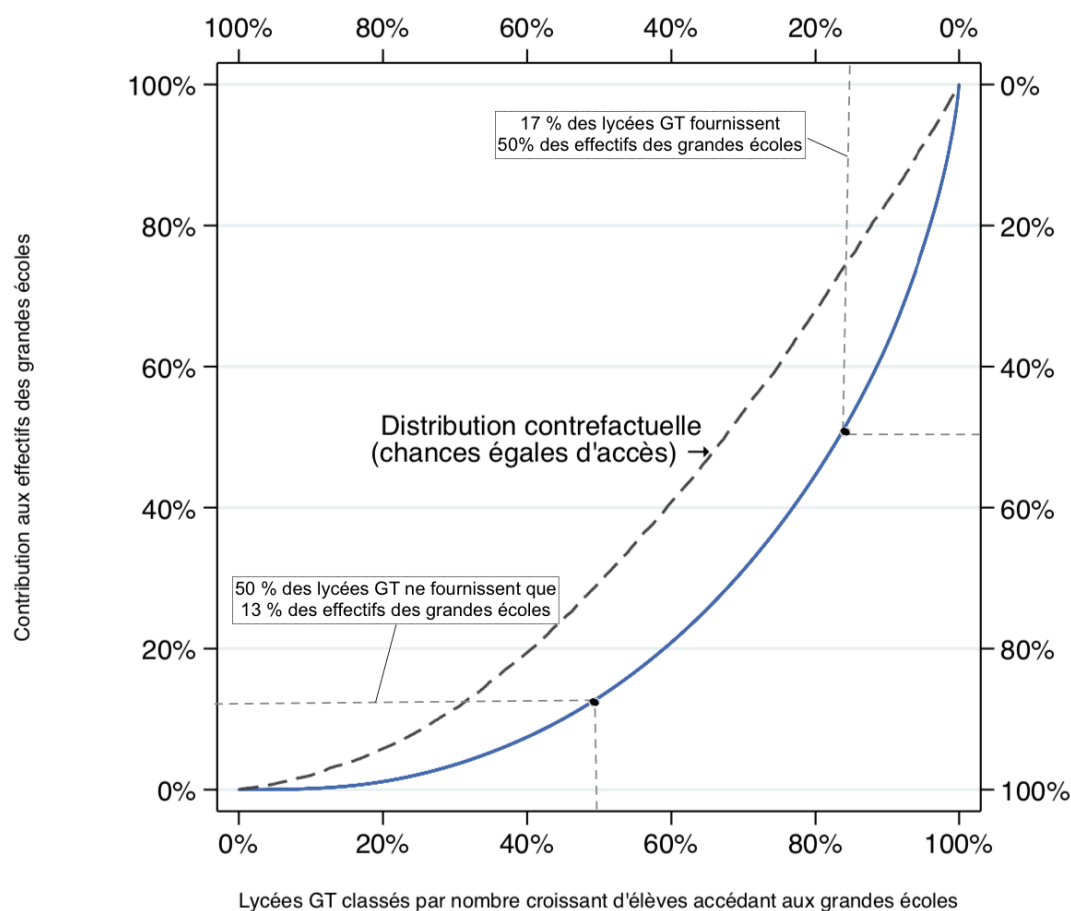 100% 80% 60% 40% 20% 0%
100% 0%
17 % des lycées GT fournissent
50% des effectifs des grandes écoles
80% 20%
60% 40%
Distribution contrefactuelle
(chances égales d'accès) →
40% 60%
50 % des lycées GT ne fournissent que
13 % des effectifs des grandes écoles
20% 80%
0% 100%
0% 20% 40% 60% 80% 100%
Contribution aux effectifs des grandes écoles
Lycées GT classés par nombre croissant d'élèves accédant aux grandes écoles